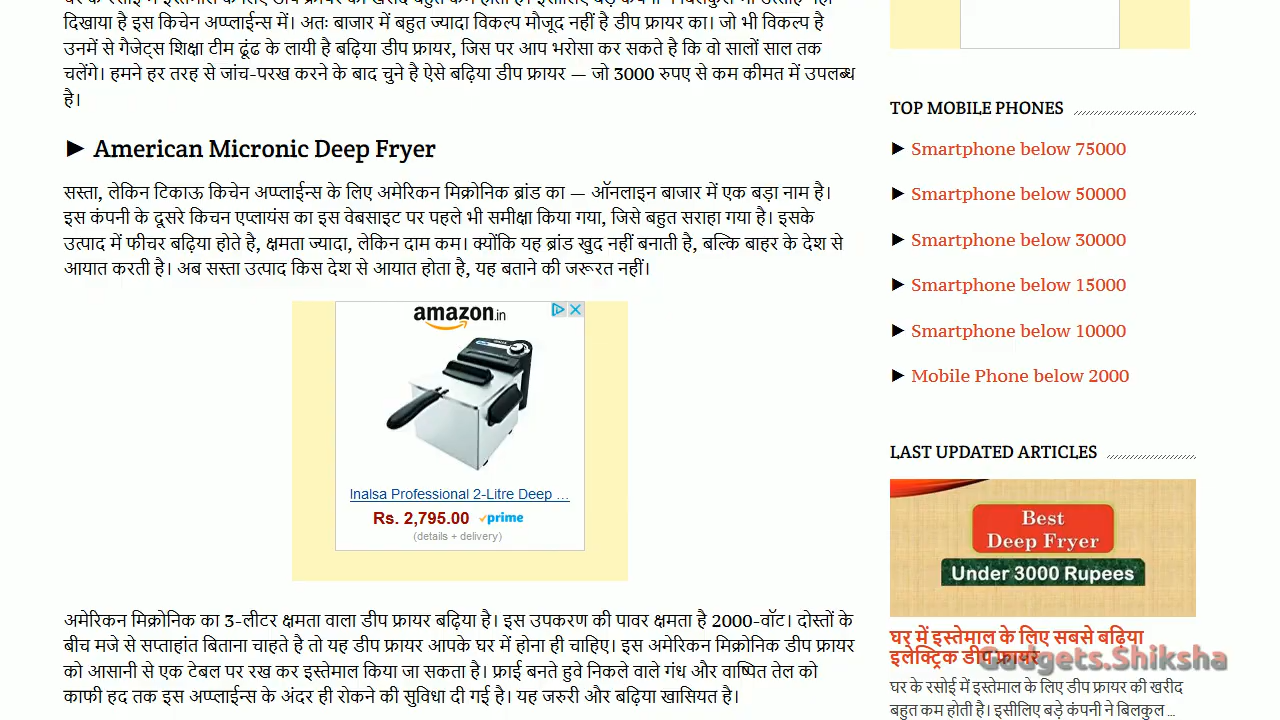 दिखाया है इस किचेन अप्प्लाईन्स में। अतः बाजार में बहुत ज्यादा विकल्प मौजूद नहीं है डीप फ्रायर का। जो भी विकल्प है
उनमें से गैजेट्स शिक्षा टीम ढूंढ के लायी है बढ़िया डीप फ्रायर, जिस पर आप भरोसा कर सकते है कि वो सालों साल तक
चलेंगे। हमने हर तरह से जांच-परख करने के बाद चुने है ऐसे बढ़िया डीप फ्रायर — जो 3000 रुपए से कम कीमत में उपलब्ध
है।
► American Micronic Deep Fryer
सस्ता, लेकिन टिकाऊ किचेन अप्प्लाईन्स के लिए अमेरिकन मिक्रोनिक ब्रांड का — ऑनलाइन बाजार में एक बड़ा नाम है।
इस कंपनी के दूसरे किचन एप्लायंस का इस वेबसाइट पर पहले भी समीक्षा किया गया, जिसे बहुत सराहा गया है। इसके
उत्पाद में फीचर बढ़िया होते है, क्षमता ज्यादा, लेकिन दाम कम। क्योंकि यह ब्रांड खुद नहीं बनाती है, बल्कि बाहर के देश से
आयात करती है। अब सस्ता उत्पाद किस देश से आयात होता है, यह बताने की जरूरत नहीं।
amazon.in
Inalsa Professional 2-Litre Deep ...
Rs. 2,795.00 prime
(details + delivery)
अमेरिकन मिक्रोनिक का 3-लीटर क्षमता वाला डीप फ्रायर बढ़िया है। इस उपकरण की पावर क्षमता है 2000-वॉट। दोस्तों के
बीच मजे से सप्ताहांत बिताना चाहते है तो यह डीप फ्रायर आपके घर में होना ही चाहिए। इस अमेरिकन मिक्रोनिक डीप फ्रायर
को आसानी से एक टेबल पर रख कर इस्तेमाल किया जा सकता है। फ्राई बनते हुवे निकले वाले गंध और वाष्पित तेल को
काफी हद तक इस अप्प्लाईन्स के अंदर ही रोकने की सुविधा दी गई है। यह जरुरी और बढ़िया खासियत है।
TOP MOBILE PHONES
► Smartphone below 75000
► Smartphone below 50000
► Smartphone below 30000
► Smartphone below 15000
► Smartphone below 10000
► Mobile Phone below 2000
LAST UPDATED ARTICLES
Best
Deep Fryer
Under 3000 Rupees
घर में इस्तेमाल के लिए सबसे बढ़िया
इलेक्ट्रिक डीप फ्रायर
Gadgets.Shiksha
घर के रसोई में इस्तेमाल के लिए डीप फ्रायर की खरीद
बहुत कम होती है। इसीलिए बड़े कंपनी ने बिलकुल ...